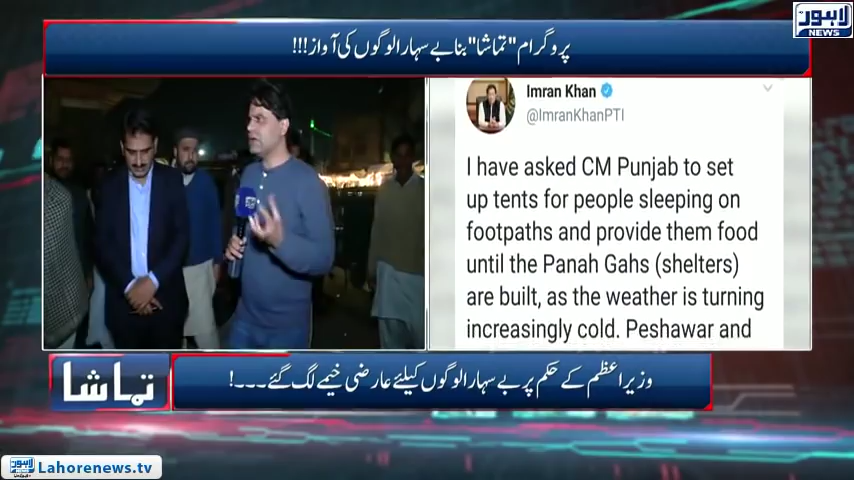 لاہور
NEWS
پروگرام "تماشا" بنا بے سہارا لوگوں کی آواز!!!
Imran Khan
@ImranKhanPTI
I have asked CM Punjab to set
up tents for people sleeping on
footpaths and provide them food
until the Panah Gahs (shelters)
are built, as the weather is turning
increasingly cold. Peshawar and
تماشا
وزیراعظم کے حکم پر بے سہارا لوگوں کیلئے عارضی خیمے لگ گئے ۔۔۔!
لاہور
Lahorenews.tv